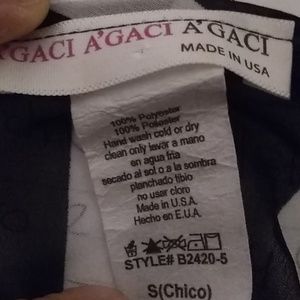 A'GACI A'GACI A'GACI
MADE IN USA
100% Polyester
100% Poliester
Hand wash cold or dry
clean only lever a mano
en agua fria
secado al sol o a la sombra
planchado tibio
no usar cloro
Made in U.S.A.
Hecho en E.U.A.
STYLE# B2420-5
S(Chico)